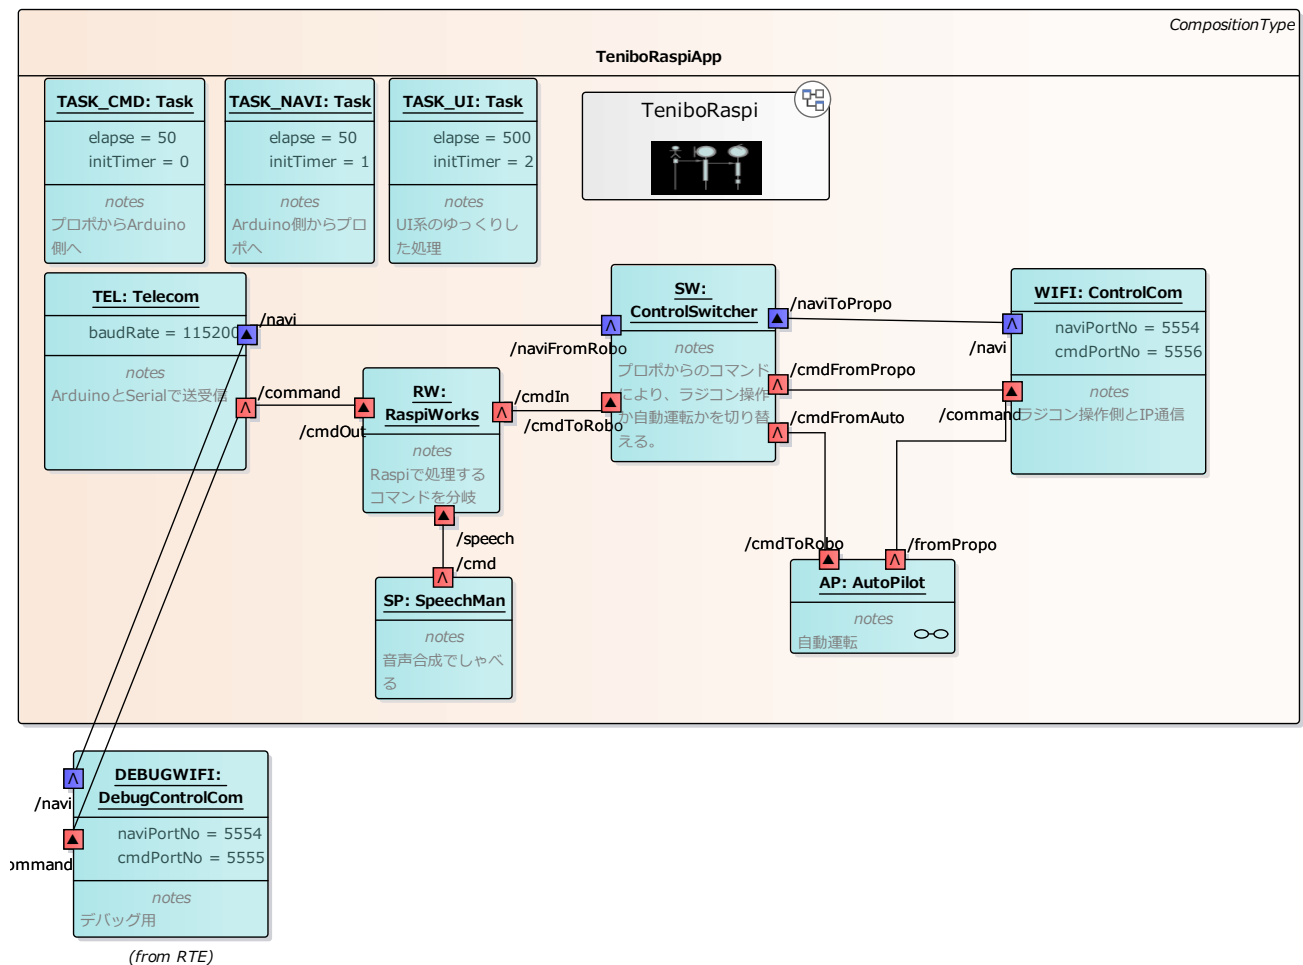 CompositionType
TeniboRaspiApp
TASK_CMD: Task
elapse = 50
initTimer = 0
notes
プロポからArduino
側へ
TASK_NAVI: Task
elapse = 50
initTimer = 1
notes
Arduino側からプロ
ポへ
TASK_UI: Task
elapse = 500
initTimer = 2
notes
UI系のゆっくりし
た処理
TeniboRaspi
TEL: Telecom
baudRate = 115200
notes
ArduinoとSerialで送受信
/navi
/command
/cmdOut
RW:
RaspiWorks
notes
Raspiで処理する
コマンドを分岐
/cmdIn
/cmdToRobo
/naviFromRobo
SW:
ControlSwitcher
notes
プロポからのコマンド
により、ラジコン操作
か自動運転かを切り替
える。
/naviToPropo
/cmdFromPropo
/cmdFromAuto
/navi
/command
WIFI: ControlCom
naviPortNo = 5554
cmdPortNo = 5556
notes
ラジコン操作側とIP通信
/speech
/cmd
SP: SpeechMan
notes
音声合成でしゃべ
る
/cmdToRobo
/fromPropo
AP: AutoPilot
notes
自動運転
/navi
ommand
DEBUGWIFI:
DebugControlCom
naviPortNo = 5554
cmdPortNo = 5555
notes
デバッグ用
(from RTE)